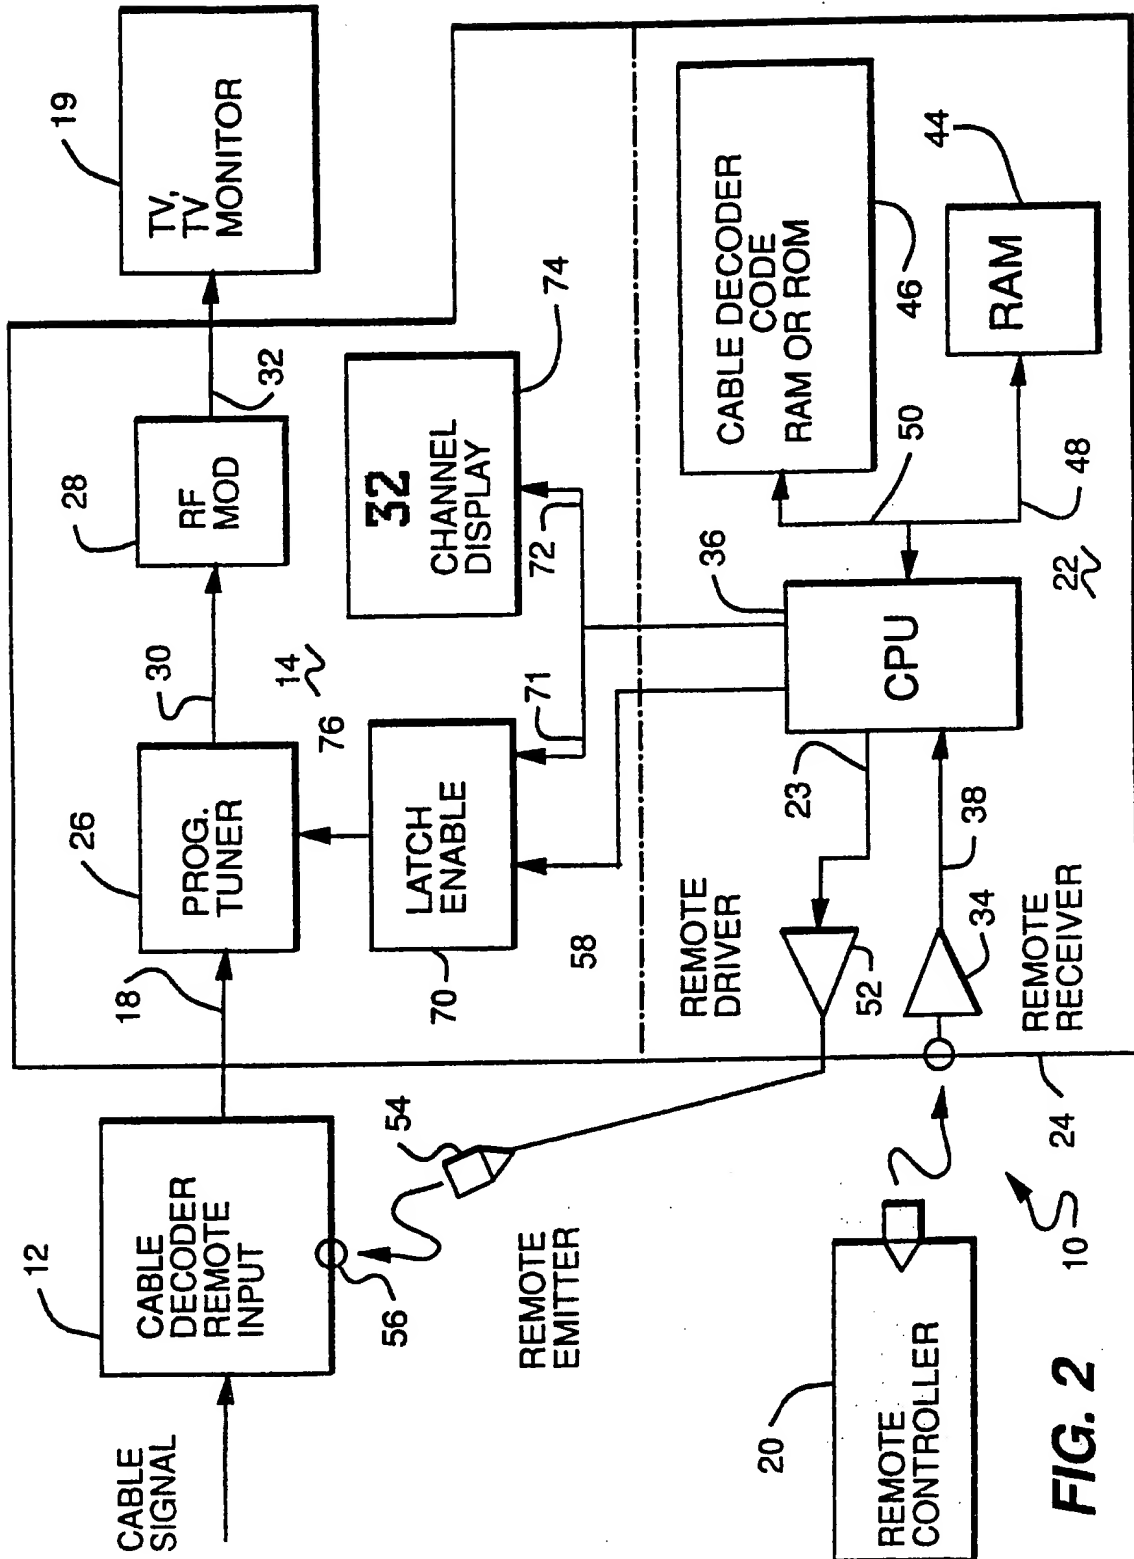 CABLE
SIGNAL
12
CABLE
DECODER
REMOTE
INPUT
56
54
REMOTE
EMITTER
18
26
PROG.
TUNER
30
28
RF
MOD
32
19
TV,
TV
MONITOR
14
76
70
LATCH
ENABLE
71
72
32
CHANNEL
DISPLAY
74
58
REMOTE
DRIVER
52
23
36
CPU
50
CABLE DECODER
CODE
RAM OR ROM
46
44
RAM
48
22
38
34
REMOTE
RECEIVER
24
10
20
REMOTE
CONTROLLER
FIG. 2